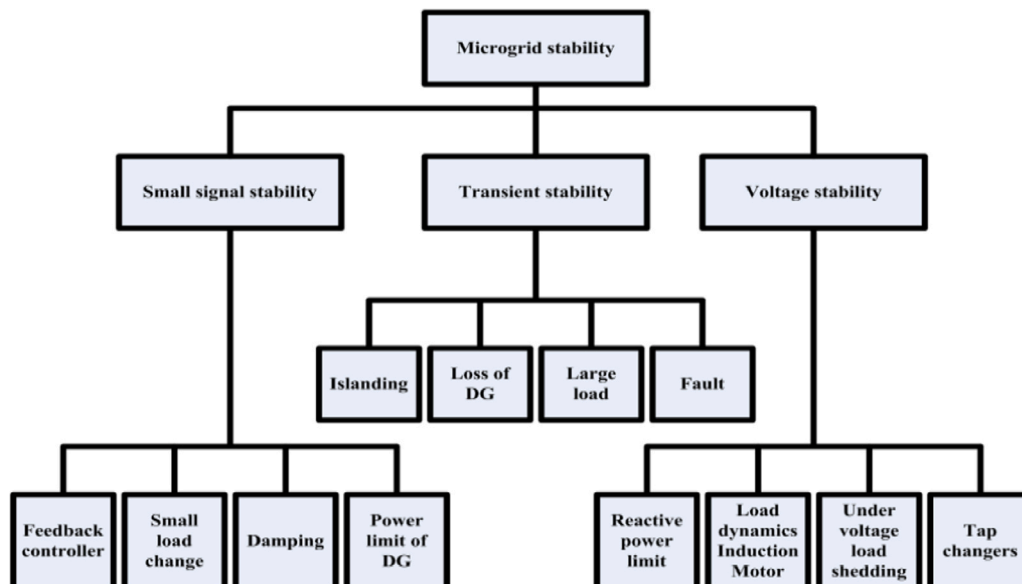 Microgrid stability
Small signal stability
Transient stability
Voltage stability
Islanding
Loss of
DG
Large
load
Fault
Feedback
controller
Small
load
change
Damping
Power
limit of
DG
Reactive
power
limit
Load
dynamics
Induction
Motor
Under
voltage
load
shedding
Tap
changers